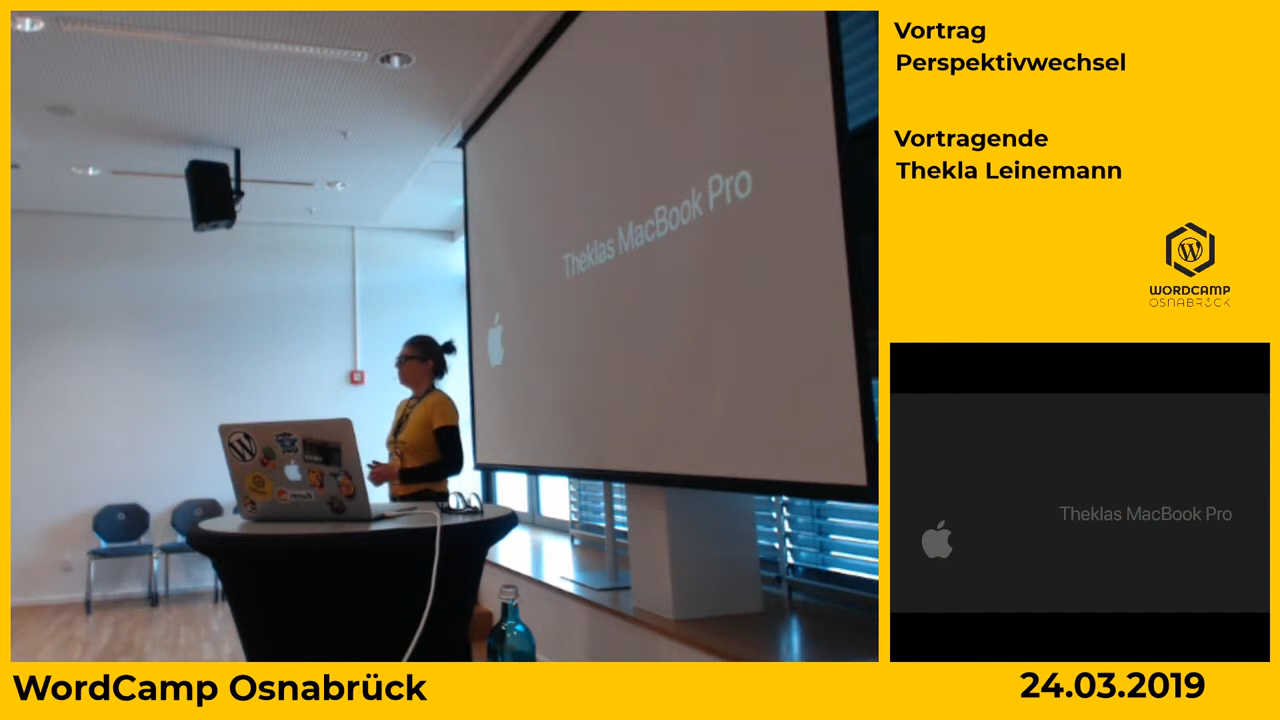 Vortrag
Perspektivwechsel
Vortragende
Thekla Leinemann
WORDCAMP
OSNABRÜCK
Theklas MacBook Pro
Theklas MacBook Pro
WordCamp Osnabrück
24.03.2019